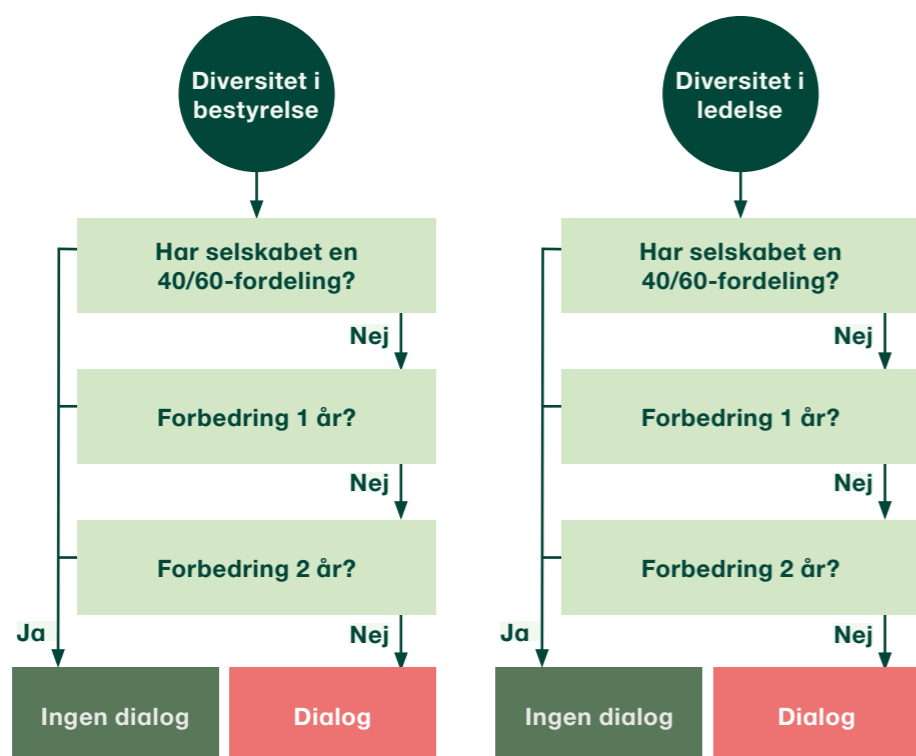 Diversitet i
bestyrelse
Har selskabet en
40/60-fordeling?
Nej
Forbedring 1 år?
Nej
Forbedring 2 år?
Ja
Nej
Ingen dialog
Dialog
Diversitet i
ledelse
Har selskabet en
40/60-fordeling?
Nej
Forbedring 1 år?
Nej
Forbedring 2 år?
Ja
Nej
Ingen dialog
Dialog